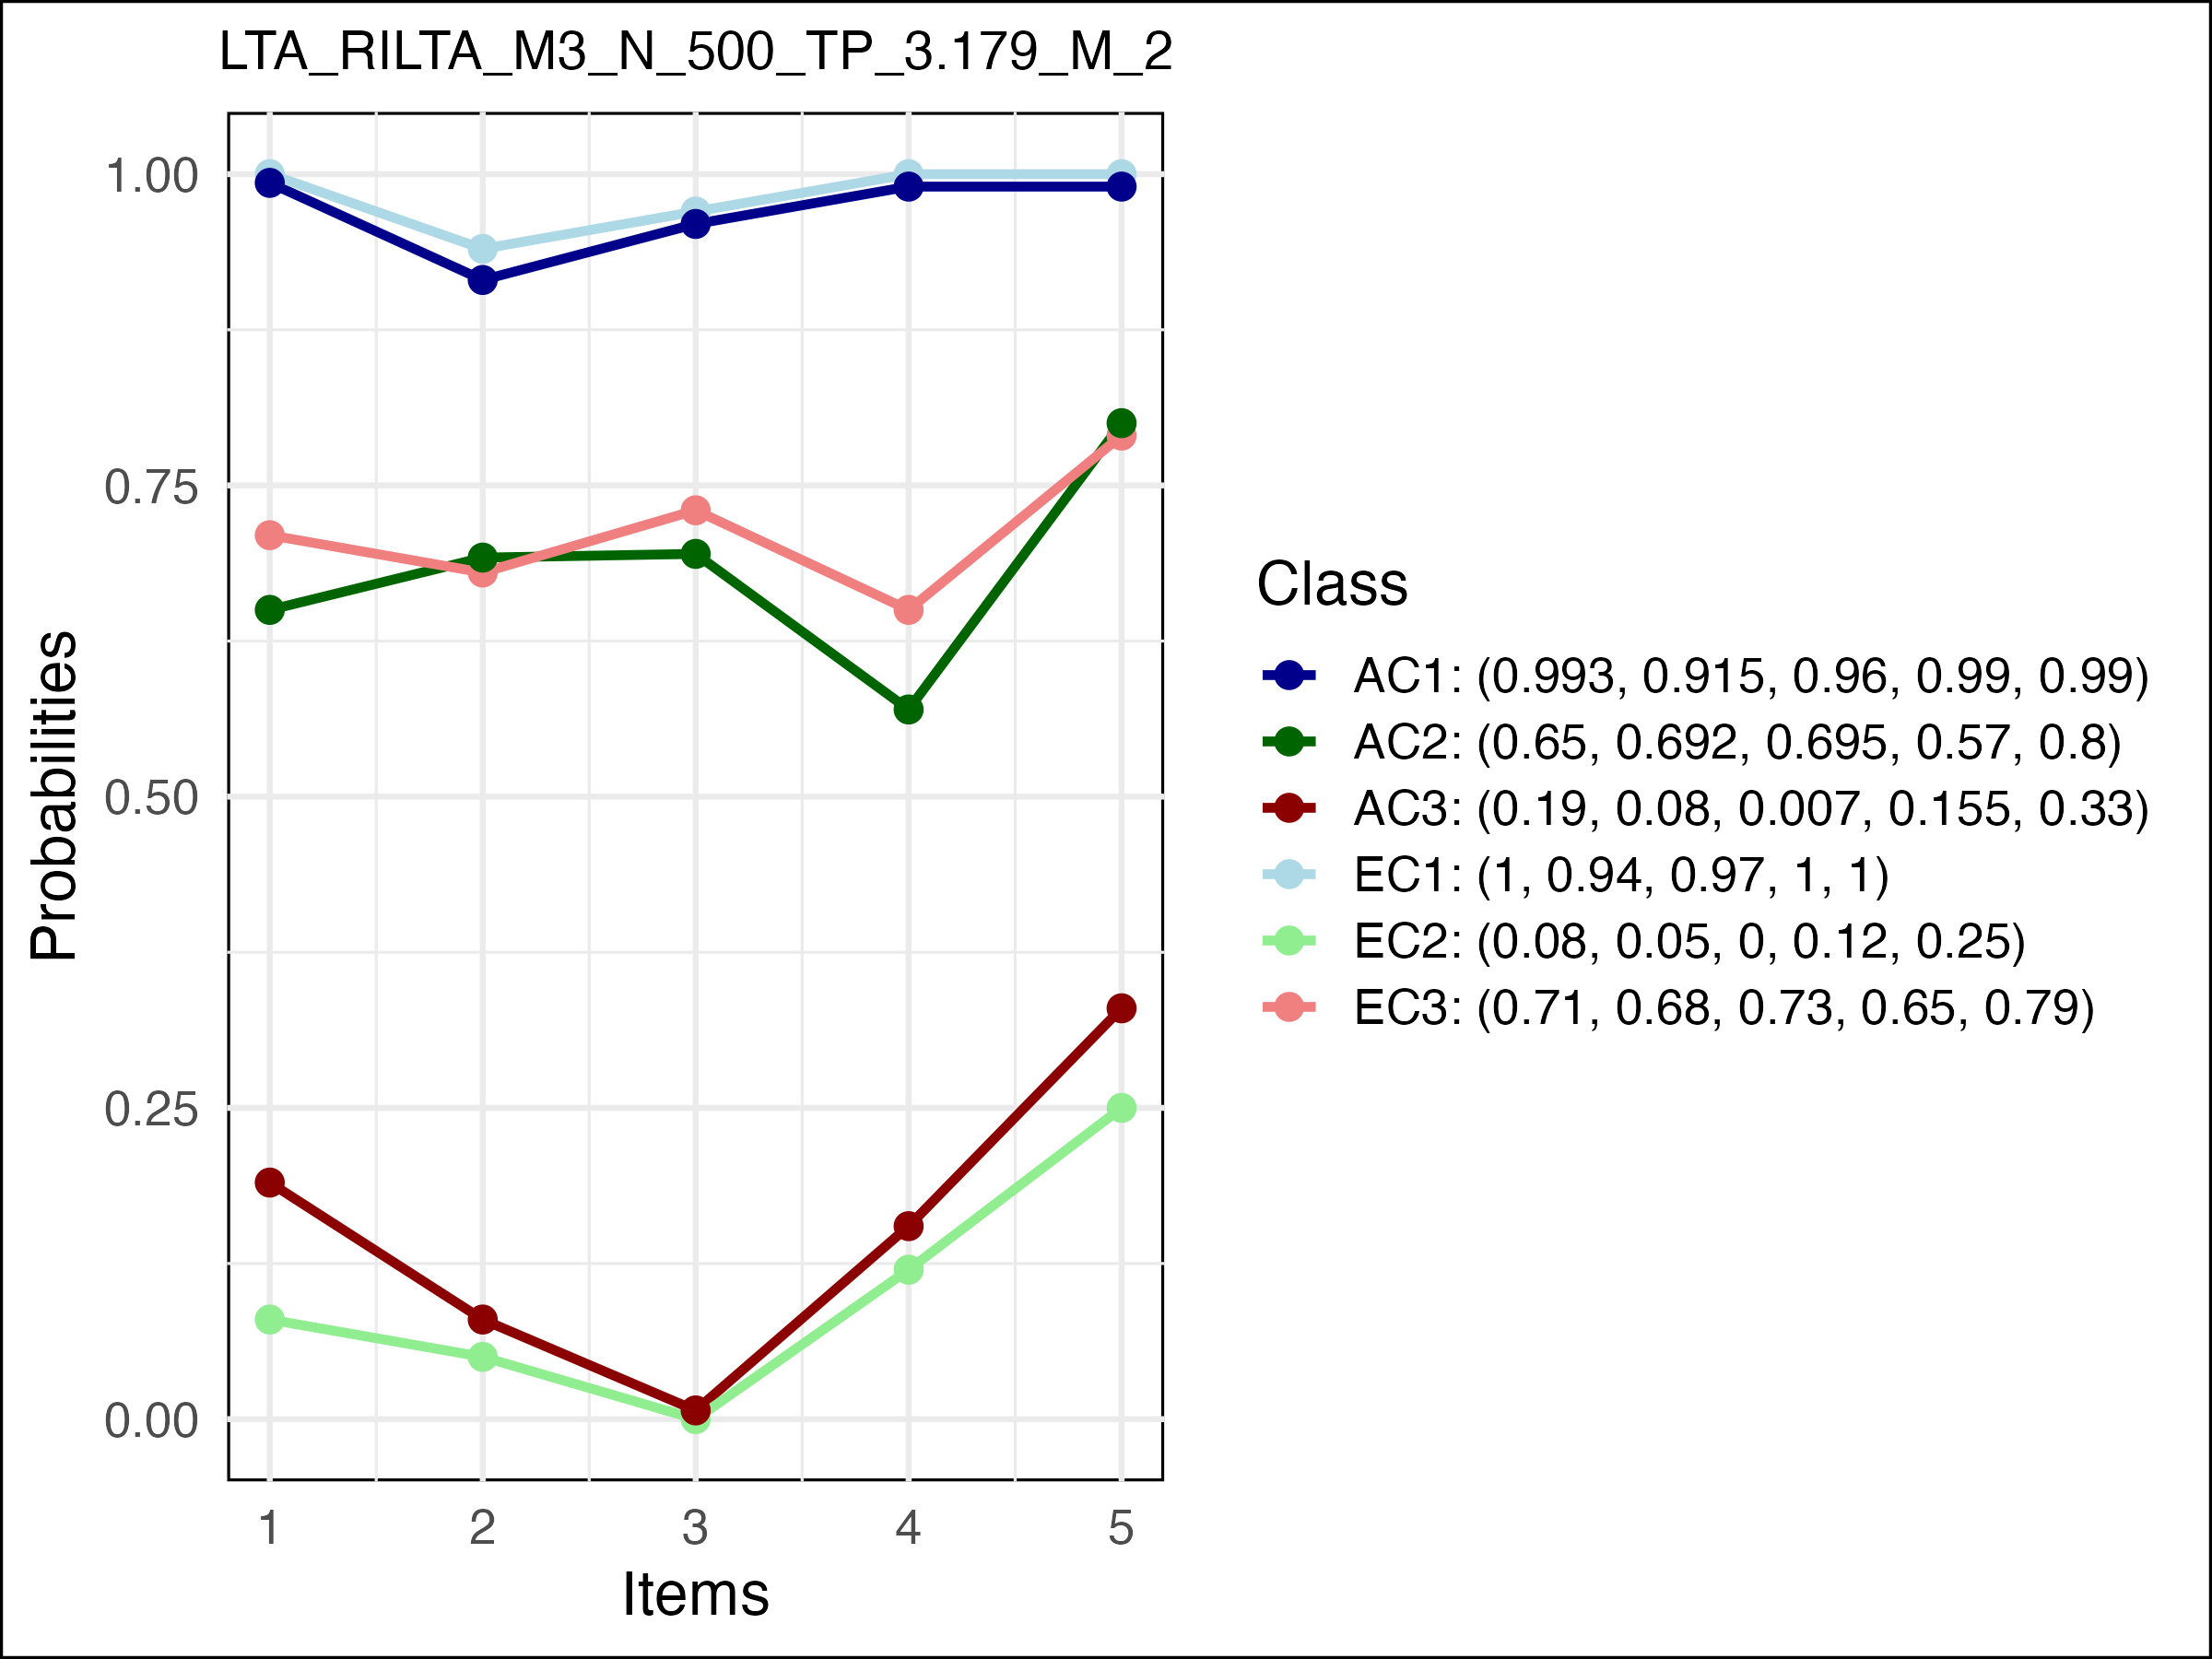 LTA_RILTA_M3_N_500_TP_3.179_M_2
1.00
0.75
0.50
0.25
0.00
Probabilities
1 2 3 4 5
Items
Class
AC1: (0.993, 0.915, 0.96, 0.99, 0.99)
AC2: (0.65, 0.692, 0.695, 0.57, 0.8)
AC3: (0.19, 0.08, 0.007, 0.155, 0.33)
EC1: (1, 0.94, 0.97, 1, 1)
EC2: (0.08, 0.05, 0, 0.12, 0.25)
EC3: (0.71, 0.68, 0.73, 0.65, 0.79)